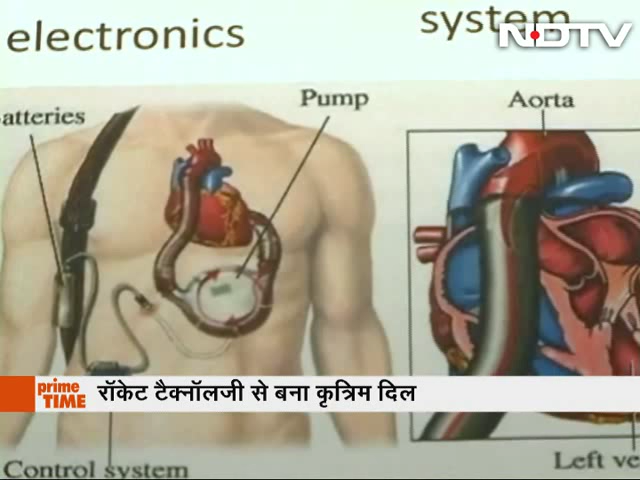 electronics
system
NDTV
atteries
Pump
Aorta
prime
TIME
रॉकेट टैक्नॉलजी से बना कृत्रिम दिल
Control system
Left ve